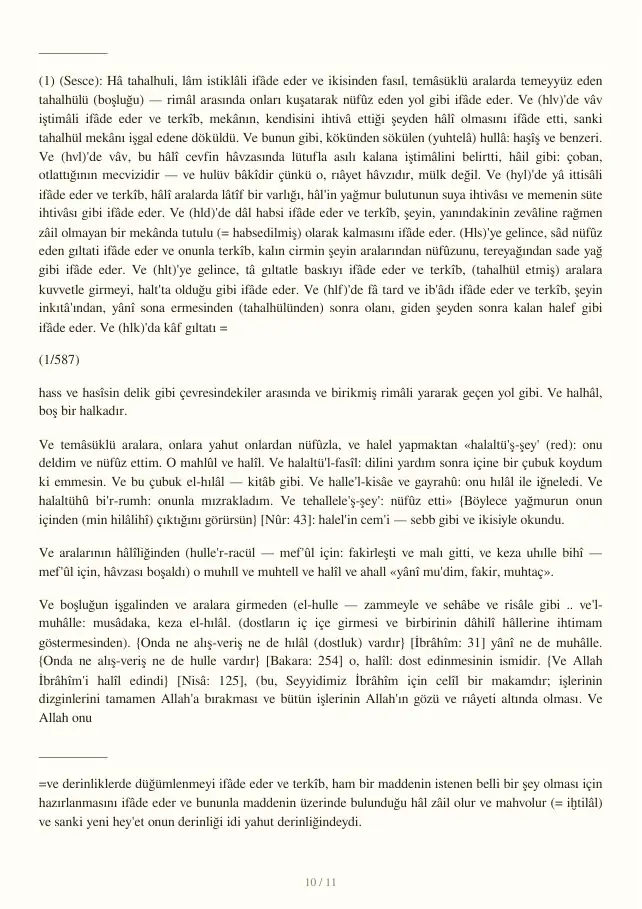 (1) (Sesce): Hâ tahalhuli, lâm istiklâli ifâde eder ve ikisinden fasıl, temâsüklü aralarda temeyyüz eden
tahalhülü (boşluğu) — rimâl arasında onları kuşatarak nüfûz eden yol gibi ifâde eder. Ve (hlv)'de vâv
iştimâli ifâde eder ve terkîb, mekânın, kendisini ihtivâ ettiği şeyden hâlî olmasını ifâde etti, sanki
tahalhül mekânı işgal edene döküldü. Ve bunun gibi, kökünden sökülen (yuhtelâ) hullâ: haşîş ve benzeri.
Ve (hvl)'de vâv, bu hâlî cevfin hâvzasında lütufla asılı kalana iştimâlini belirtti, hâil gibi: çoban,
otlattığının mecvizidir — ve hulüv bâkîdir çünkü o, rıâyet hâvzıdır, mülk değil. Ve (hyl)'de yâ ittisâli
ifâde eder ve terkîb, hâlî aralarda lâtîf bir varlığı, hâl'in yağmur bulutunun suya ihtivâsı ve memenin süte
ihtivâsı gibi ifâde eder. Ve (hld)'de dâl habsi ifâde eder ve terkîb, şeyin, yanındakinin zevâline rağmen
zâil olmayan bir mekânda tutulu (= habsedilmiş) olarak kalmasını ifâde eder. (Hls)'ye gelince, sâd nüfûz
eden gıltati ifâde eder ve onunla terkîb, kalın cirmin şeyin aralarından nüfûzunu, tereyağından sade yağ
gibi ifâde eder. Ve (hlt)'ye gelince, tâ gıltatle baskıyı ifâde eder ve terkîb, (tahalhül etmiş) aralara
kuvvetle girmeyi, halt'ta olduğu gibi ifâde eder. Ve (hlf)'de fâ tard ve ib'âdı ifâde eder ve terkîb, şeyin
inkıtâ'ından, yânî sona ermesinden (tahalhülünden) sonra olanı, giden şeyden sonra kalan halef gibi
ifâde eder. Ve (hlk)'da kâf gıltatı =
(1/587)
hass ve hasîsin delik gibi çevresindekiler arasında ve birikmiş rimâli yararak geçen yol gibi. Ve halhâl,
boş bir halkadır.
Ve temâsüklü aralara, onlara yahut onlardan nüfûzla, ve halel yapmaktan «halaltü'ş-şey' (red): onu
deldim ve nüfûz ettim. O mahlûl ve halîl. Ve halaltü'l-fasîl: dilini yardım sonra içine bir çubuk koydum
ki emmesin. Ve bu çubuk el-hılâl — kitâb gibi. Ve halle'l-kisâe ve gayrahû: onu hılâl ile iğneledi. Ve
halaltühû bi'r-rumh: onunla mızrakladım. Ve tehallele'ş-şey': nüfûz etti» {Böylece yağmurun onun
içinden (min hilâlihî) çıktığını görürsün} [Nûr: 43]: halel'in cem'i — sebb gibi ve ikisiyle okundu.
Ve aralarının hâlîliğinden (hulle'r-racül — mef'ûl için: fakirleşti ve malı gitti, ve keza uhılle bihî —
mef'ûl için, hâvzası boşaldı) o muhıll ve muhtell ve halîl ve ahall «yânî mu'dim, fakir, muhtaç».
Ve boşluğun işgalinden ve aralara girmeden (el-hulle — zammeyle ve sehâbe ve risâle gibi .. ve'l-
muhâlle: musâdaka, keza el-hılâl. (dostların iç içe girmesi ve birbirinin dâhilî hâllerine ihtimam
göstermesinden). {Onda ne alış-veriş ne de hılâl (dostluk) vardır} [İbrâhîm: 31] yânî ne de muhâlle.
{Onda ne alış-veriş ne de hulle vardır} [Bakara: 254] o, halîl: dost edinmesinin ismidir. {Ve Allah
İbrâhîm'i halîl edindi} [Nisâ: 125], (bu, Seyyidimiz İbrâhîm için celîl bir makamdır; işlerinin
dizginlerini tamamen Allah'a bırakması ve bütün işlerinin Allah'ın gözü ve rıâyeti altında olması. Ve
Allah onu
=ve derinliklerde düğümlenmeyi ifâde eder ve terkîb, ham bir maddenin istenen belli bir şey olması için
hazırlanmasını ifâde eder ve bununla maddenin üzerinde bulunduğu hâl zâil olur ve mahvolur (= iḫtilâl)
ve sanki yeni hey'et onun derinliği idi yahut derinliğindeydi.
10 / 11